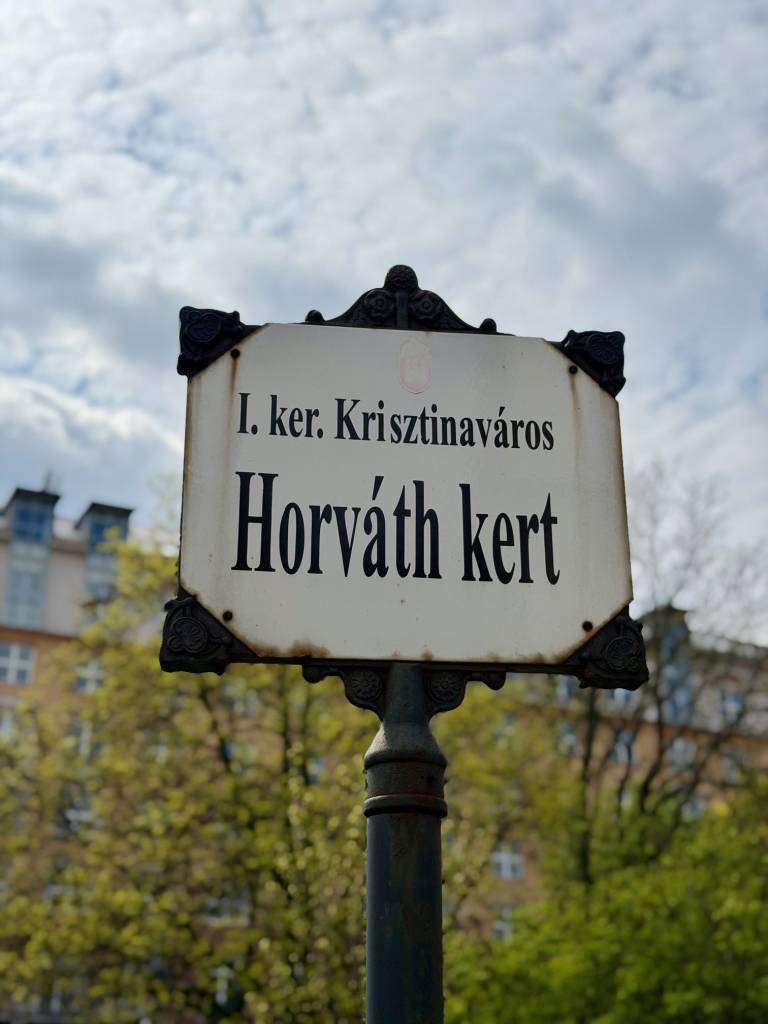 I. ker. Krisztinaváros
Horváth kert